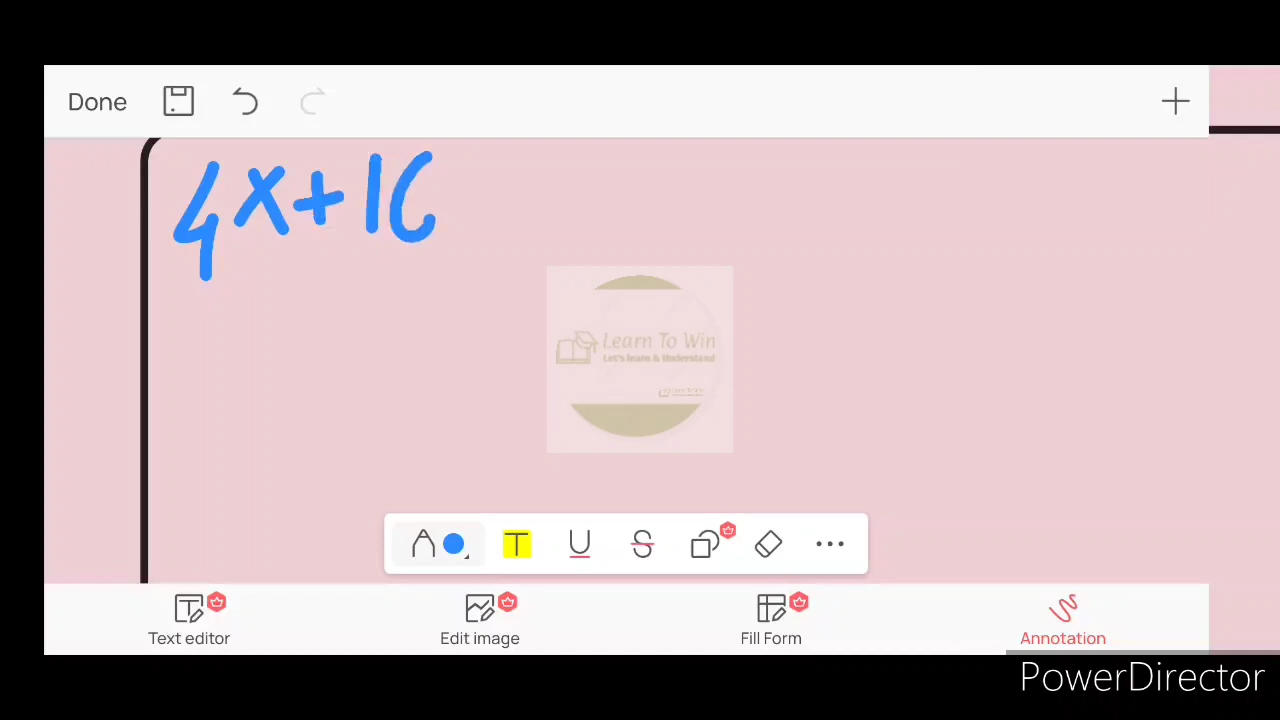 Done
4x+16
Learn To Win
Let's learn & Understand
T U S
Text editor Edit image Fill Form Annotation
PowerDirector